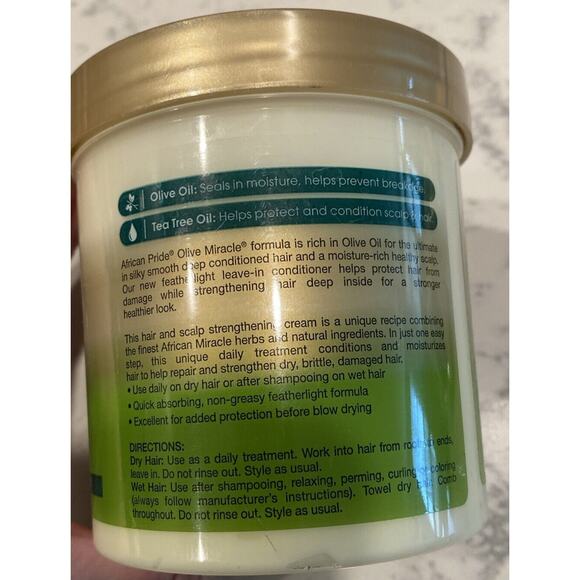 Olive Oil: Seals in moisture, helps prevent breakage.
Tea Tree Oil: Helps protect and condition scalp & hair.
African Pride® Olive Miracle® formula is rich in Olive Oil for the ultimate
in silky smooth deep conditioned hair and a moisture-rich healthy scalp.
Our new featherlight leave-in conditioner helps protect hair from
damage while strengthening hair deep inside for a stronger
healthier look.
This hair and scalp strengthening cream is a unique recipe combining
the finest African Miracle herbs and natural ingredients. In just one easy
step, this unique daily treatment conditions and moisturizes
hair to help repair and strengthen dry, brittle, damaged hair.
• Use daily on dry hair or after shampooing on wet hair
• Quick absorbing, non-greasy featherlight formula
• Excellent for added protection before blow drying
DIRECTIONS:
Dry Hair: Use as a daily treatment. Work into hair from roots to ends,
leave in. Do not rinse out. Style as usual.
Wet Hair: Use after shampooing, relaxing, perming, curling or coloring
(always follow manufacturer's instructions). Towel dry hair. Comb
throughout. Do not rinse out. Style as usual.